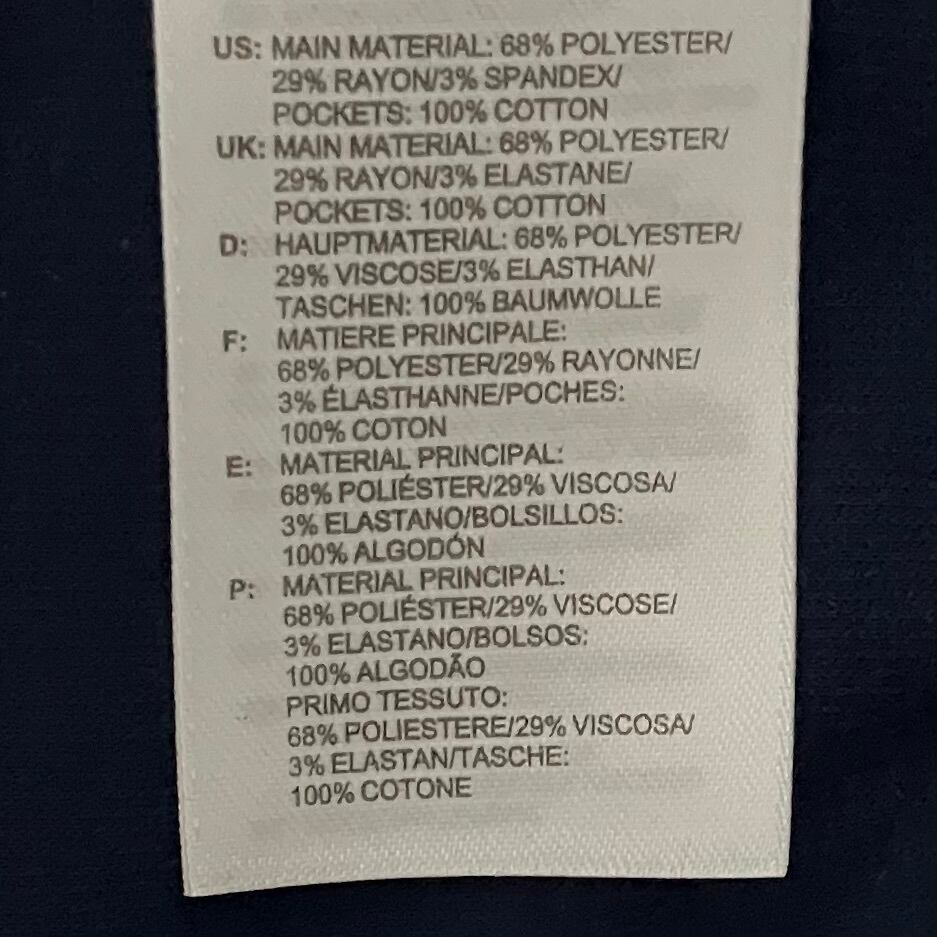 US: MAIN MATERIAL: 68% POLYESTER/
29% RAYON/3% SPANDEX/
POCKETS: 100% COTTON
UK: MAIN MATERIAL: 68% POLYESTER/
29% RAYON/3% ELASTANE/
POCKETS: 100% COTTON
D: HAUPTMATERIAL: 68% POLYESTER/
29% VISCOSE/3% ELASTHAN/
TASCHEN: 100% BAUMWOLLE
F: MATIERE PRINCIPALE:
68% POLYESTER/29% RAYONNE/
3% ÉLASTHANNE/POCHES:
100% COTON
E: MATERIAL PRINCIPAL:
68% POLIÉSTER/29% VISCOSA/
3% ELASTANO/BOLSILLOS:
100% ALGODÓN
P: MATERIAL PRINCIPAL:
68% POLIÉSTER/29% VISCOSE/
3% ELASTANO/BOLSOS:
100% ALGODÃO
PRIMO TESSUTO:
68% POLIESTERE/29% VISCOSA/
3% ELASTAN/TASCHE:
100% COTONE